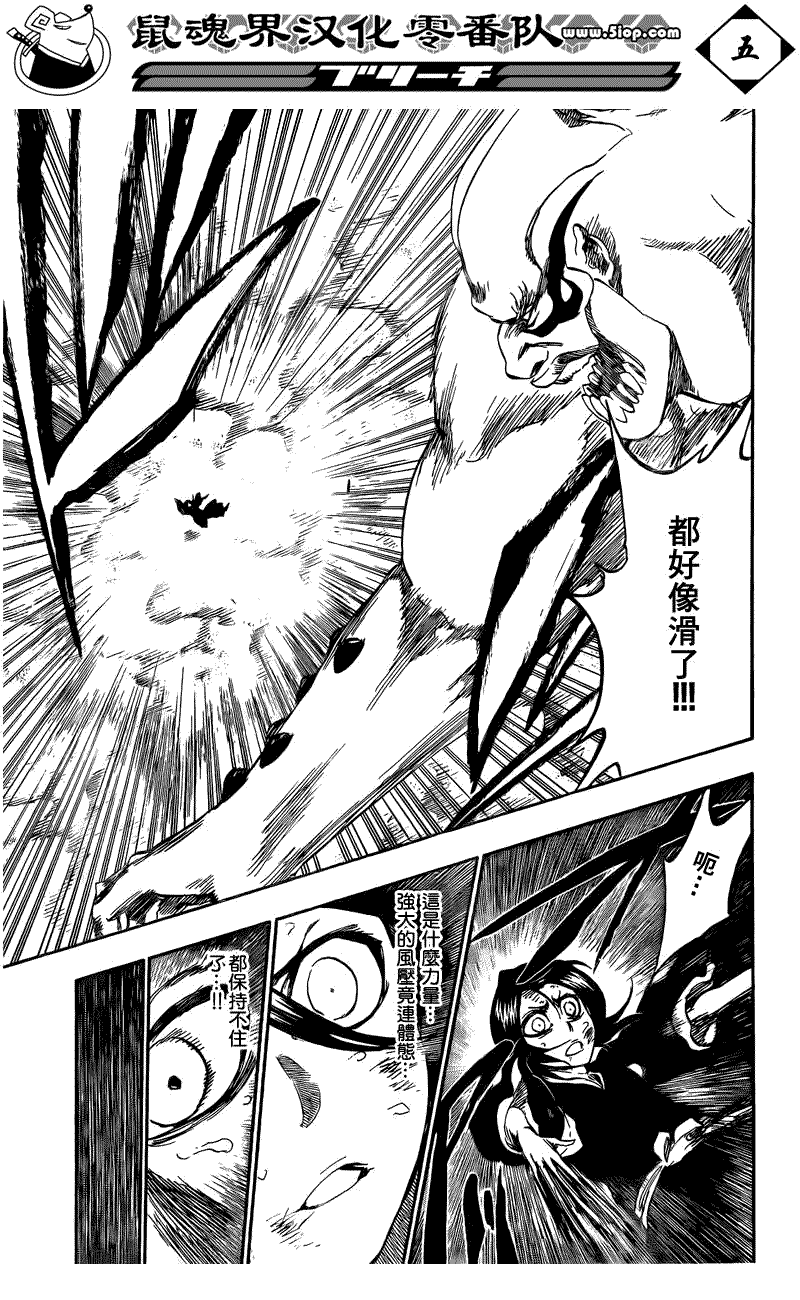 鼠魂界汉化零番队
www.5lop.com
ブリーチ
五
都好像滑了!!!
呃…
這是什麼力量…
強大的風壓竟連體態…
都保持不住
了…!!